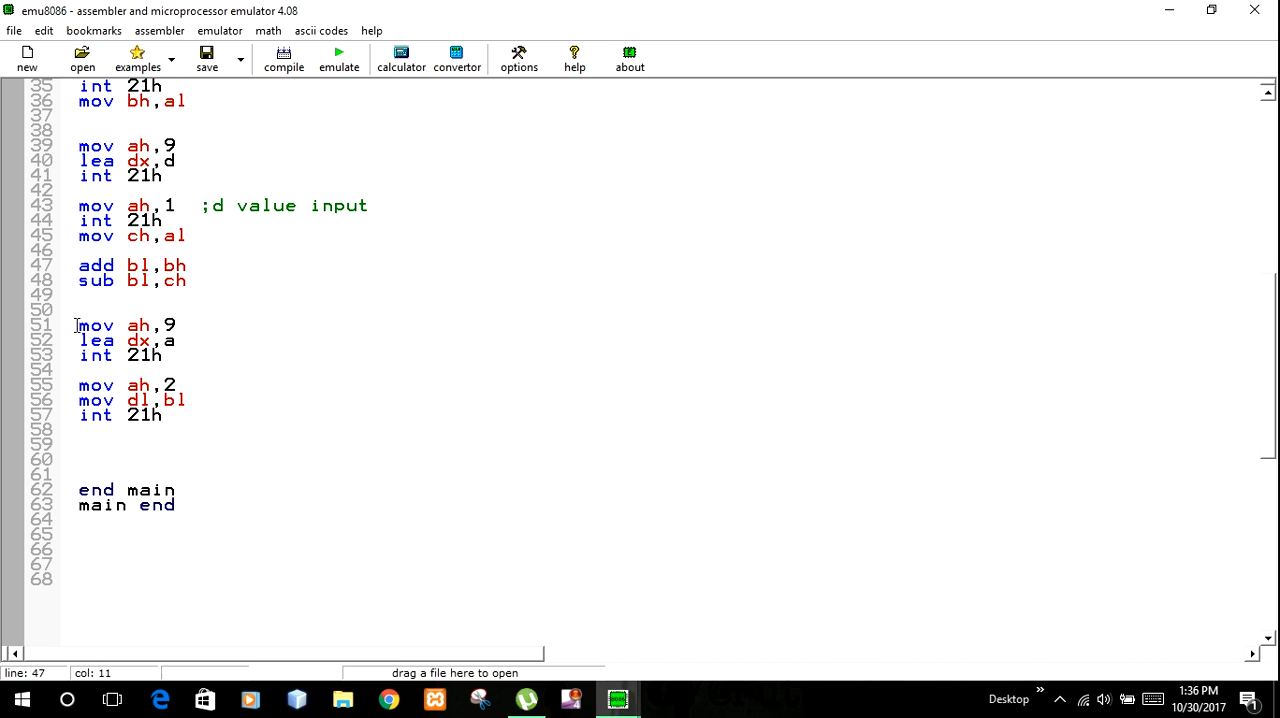 emu8086 - assembler and microprocessor emulator 4.08
file edit bookmarks assembler emulator math ascii codes help
new open examples save compile emulate calculator convertor options help about
35 int 21h
36 mov bh,al
37
38
39 mov ah,9
40 lea dx,d
41 int 21h
42
43 mov ah,1 ;d value input
44 int 21h
45 mov ch,al
46
47 add bl,bh
48 sub bl,ch
49
50
51 mov ah,9
52 lea dx,a
53 int 21h
54
55 mov ah,2
56 mov dl,bl
57 int 21h
58
59
60
61
62 end main
63 main end
64
65
66
67
68
line: 47 col: 11 drag a file here to open
Desktop 1:36 PM
10/30/2017 1